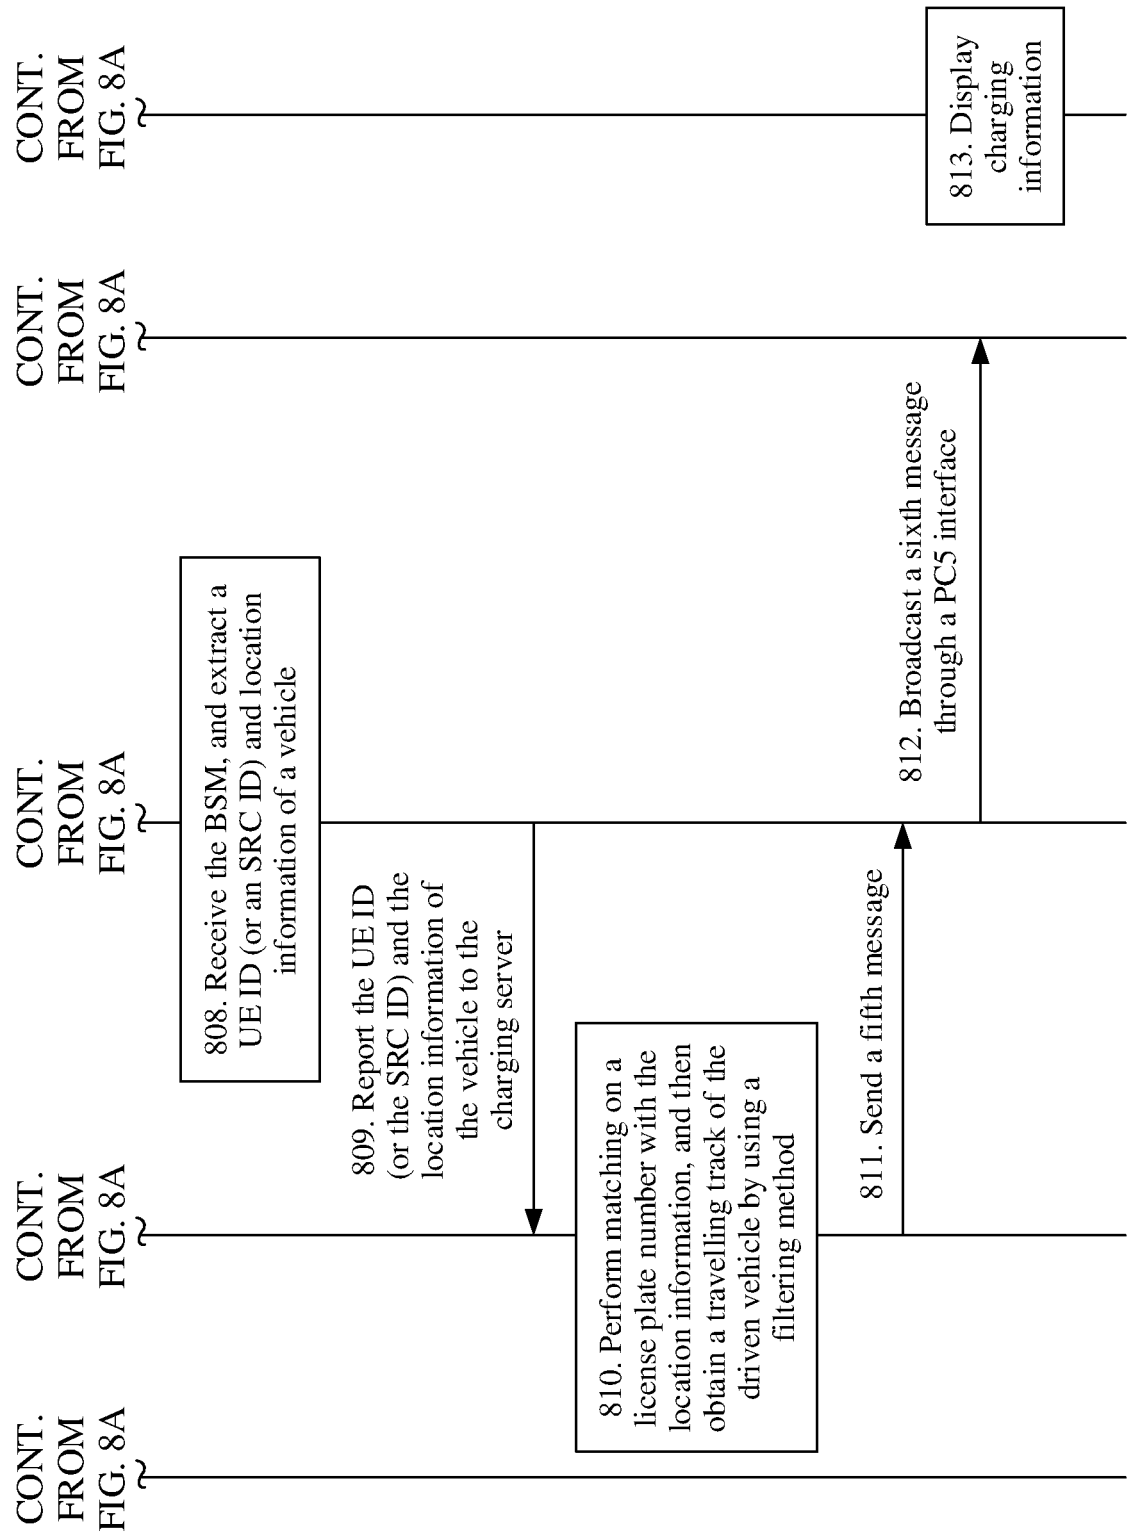 CONT.
FROM
FIG. 8A
CONT.
FROM
FIG. 8A
CONT.
FROM
FIG. 8A
CONT.
FROM
FIG. 8A
CONT.
FROM
FIG. 8A
808. Receive the BSM, and extract a
UE ID (or an SRC ID) and location
information of a vehicle
809. Report the UE ID
(or the SRC ID) and the
location information of
the vehicle to the
charging server
810. Perform matching on a
license plate number with the
location information, and then
obtain a travelling track of the
driven vehicle by using a
filtering method
811. Send a fifth message
812. Broadcast a sixth message
through a PC5 interface
813. Display
charging
information